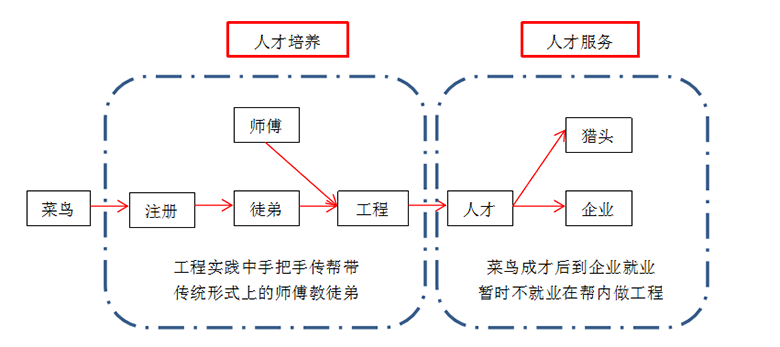 人才培养
人才服务
师傅
猎头
菜鸟
注册
徒弟
工程
人才
企业
工程实践中手把手传帮带
传统形式上的师傅教徒弟
菜鸟成才后到企业就业
暂时不就业在帮内做工程